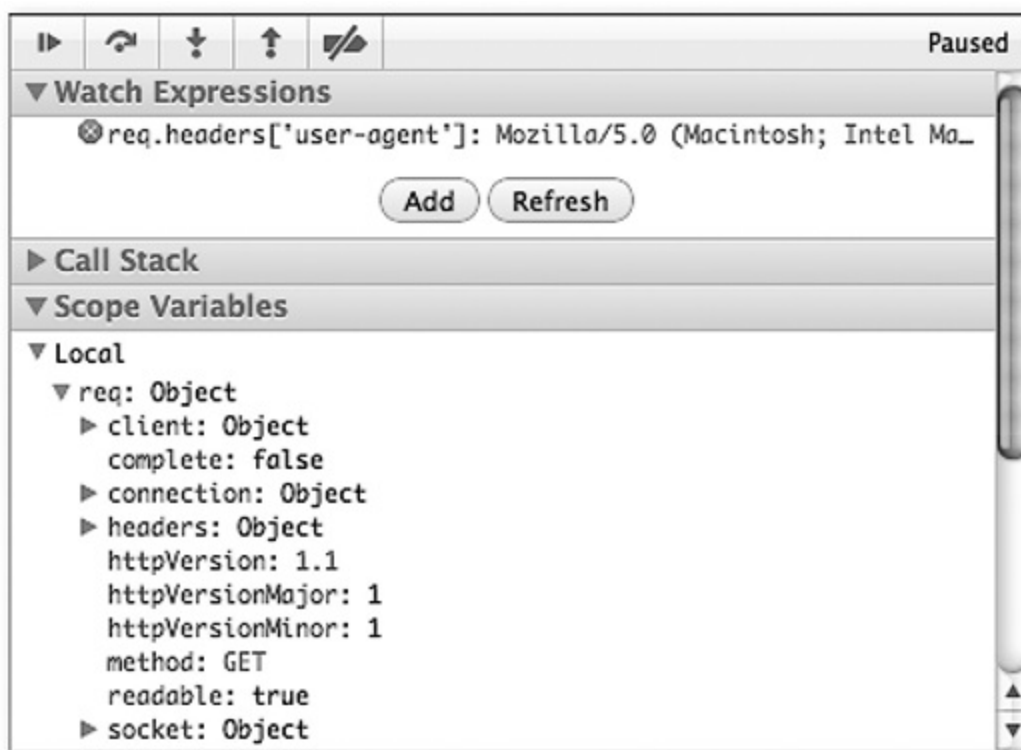 Paused
Watch Expressions
req.headers['user-agent']: Mozilla/5.0 (Macintosh; Intel Ma…
Add Refresh
Call Stack
Scope Variables
Local
req: Object
client: Object
complete: false
connection: Object
headers: Object
httpVersion: 1.1
httpVersionMajor: 1
httpVersionMinor: 1
method: GET
readable: true
socket: Object